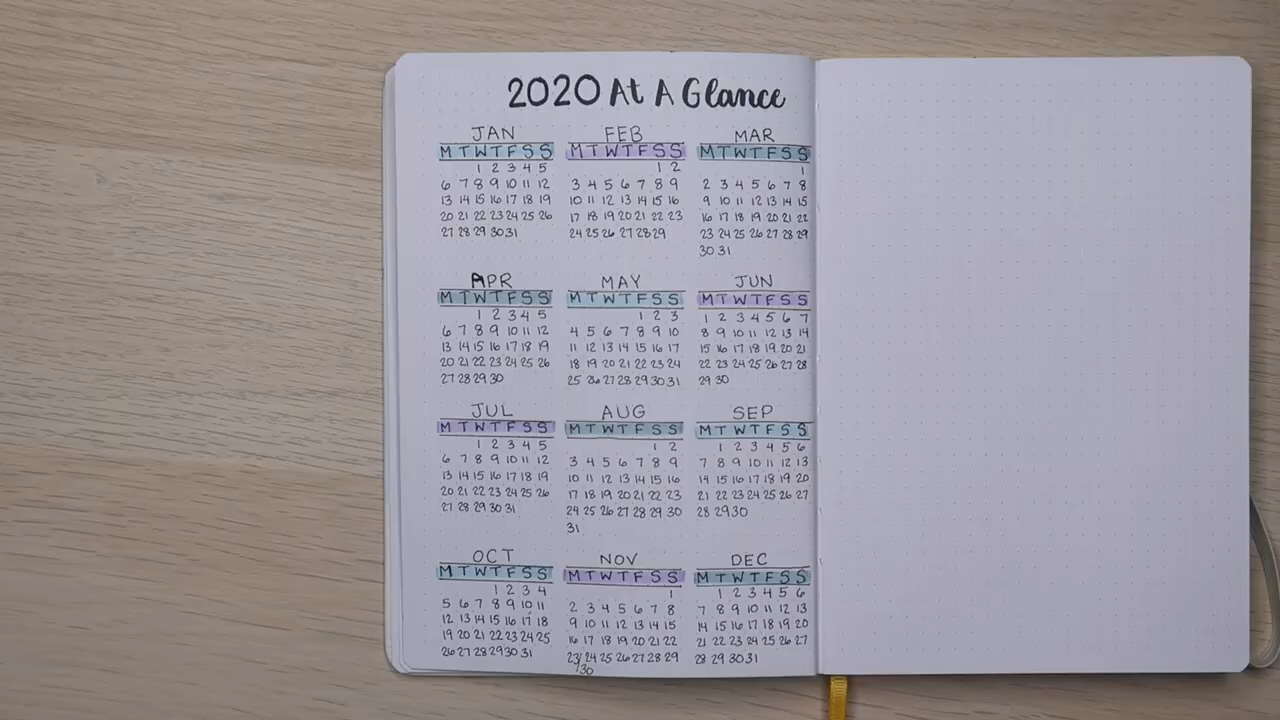 2020 At A Glance
JAN FEB MAR
M T W T F S S M T W T F S S M T W T F S S
1 2 3 4 5 1 2 1
6 7 8 9 10 11 12 3 4 5 6 7 8 9 2 3 4 5 6 7 8
13 14 15 16 17 18 19 10 11 12 13 14 15 16 9 10 11 12 13 14 15
20 21 22 23 24 25 26 17 18 19 20 21 22 23 16 17 18 19 20 21 22
27 28 29 30 31 24 25 26 27 28 29 23 24 25 26 27 28 29
30 31
APR MAY JUN
M T W T F S S M T W T F S S M T W T F S S
1 2 3 4 5 1 2 3 1 2 3 4 5 6 7
6 7 8 9 10 11 12 4 5 6 7 8 9 10 8 9 10 11 12 13 14
13 14 15 16 17 18 19 11 12 13 14 15 16 17 15 16 17 18 19 20 21
20 21 22 23 24 25 26 18 19 20 21 22 23 24 22 23 24 25 26 27 28
27 28 29 30 25 26 27 28 29 30 31 29 30
JUL AUG SEP
M T W T F S S M T W T F S S M T W T F S S
1 2 3 4 5 1 2 1 2 3 4 5 6
6 7 8 9 10 11 12 3 4 5 6 7 8 9 7 8 9 10 11 12 13
13 14 15 16 17 18 19 10 11 12 13 14 15 16 14 15 16 17 18 19 20
20 21 22 23 24 25 26 17 18 19 20 21 22 23 21 22 23 24 25 26 27
27 28 29 30 31 24 25 26 27 28 29 30 28 29 30
31
OCT NOV DEC
M T W T F S S M T W T F S S M T W T F S S
1 2 3 4 1 1 2 3 4 5 6
5 6 7 8 9 10 11 2 3 4 5 6 7 8 7 8 9 10 11 12 13
12 13 14 15 16 17 18 9 10 11 12 13 14 15 14 15 16 17 18 19 20
19 20 21 22 23 24 25 16 17 18 19 20 21 22 21 22 23 24 25 26 27
26 27 28 29 30 31 23/30 24 25 26 27 28 29 28 29 30 31